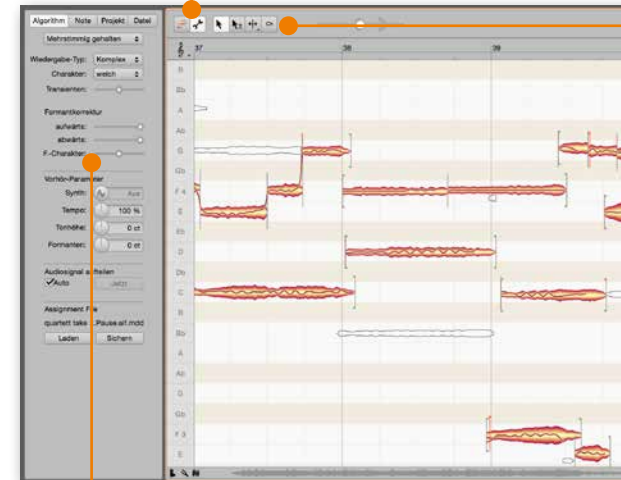 Algorithm Note Projekt Datei
Mehrstimmig gehalten
Wiedergabe-Typ: Komplex
Charakter: weich
Transienten:
Formantkorrektur
aufwärts:
abwärts:
F.-Charakter:
Vorhör-Parameter
Synth: Aus
Tempo: 100 %
Tonhöhe: 0 ct
Formanten: 0 ct
Audiosignal aufteilen
Auto Jetzt
Assignment File
quartett take Pause.aif.mdd
Laden Sichern
37 38 39
B
Bb
A
Ab
G
Gb
F 4
E
Eb
D
Db
C
B
Bb
A
Ab
G
Gb
F 3
E